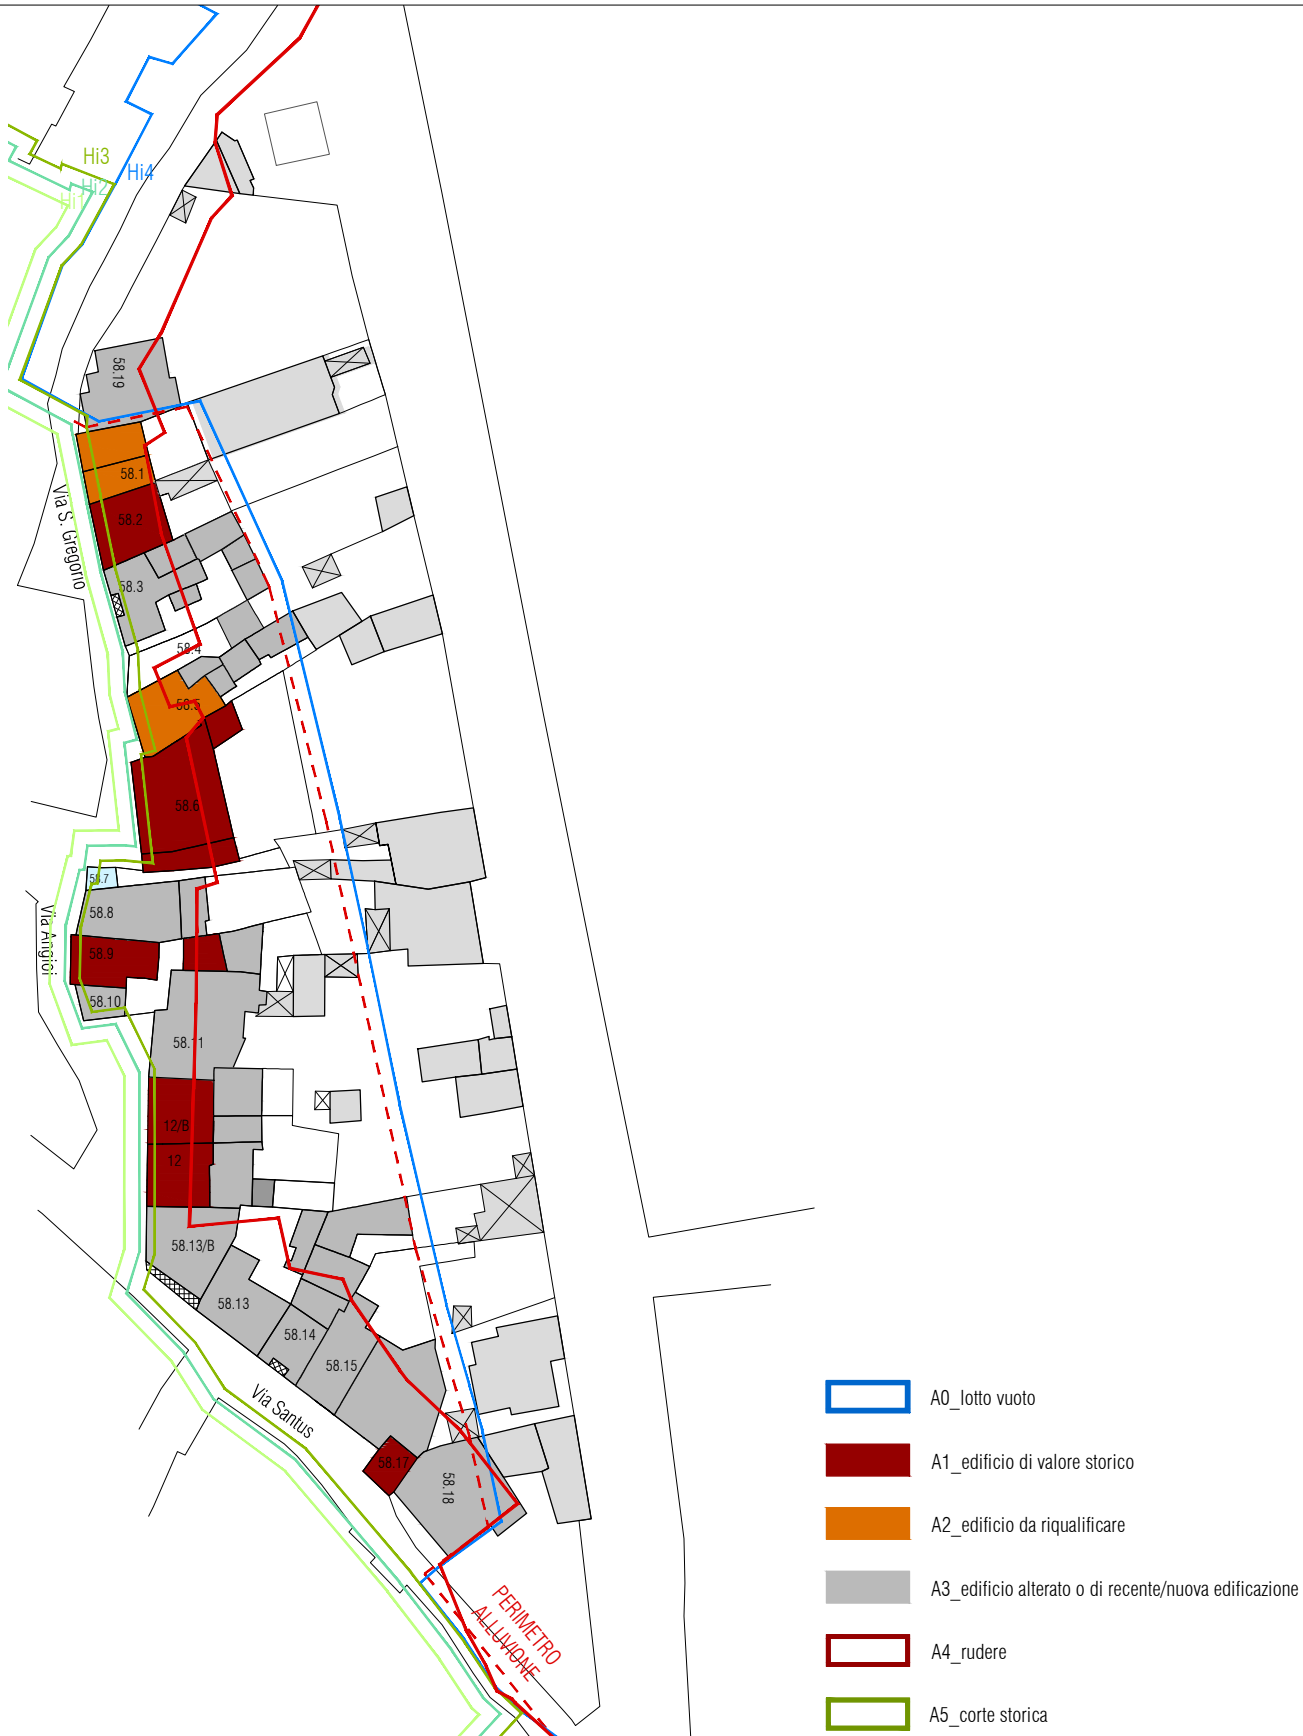 Hi3
Hi4
Hi2
Hi1
58.19
58.1
58.2
Via S. Gregorio
58.3
58.4
58.5
58.6
58.7
58.8
Via Angioi
58.9
58.10
58.11
12/B
12
58.13/B
58.13
58.14
58.15
Via Santus
58.17
58.18
PERIMETRO
ALLUVIONE
A0_lotto vuoto
A1_edificio di valore storico
A2_edificio da riqualificare
A3_edificio alterato o di recente/nuova edificazione
A4_rudere
A5_corte storica